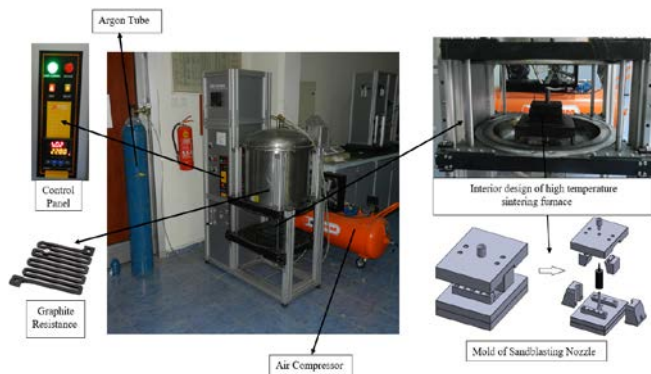 Argon Tube
Control
Panel
Graphite
Resistance
Air Compressor
Interior design of high temperature
sintering furnace
Mold of Sandblasting Nozzle